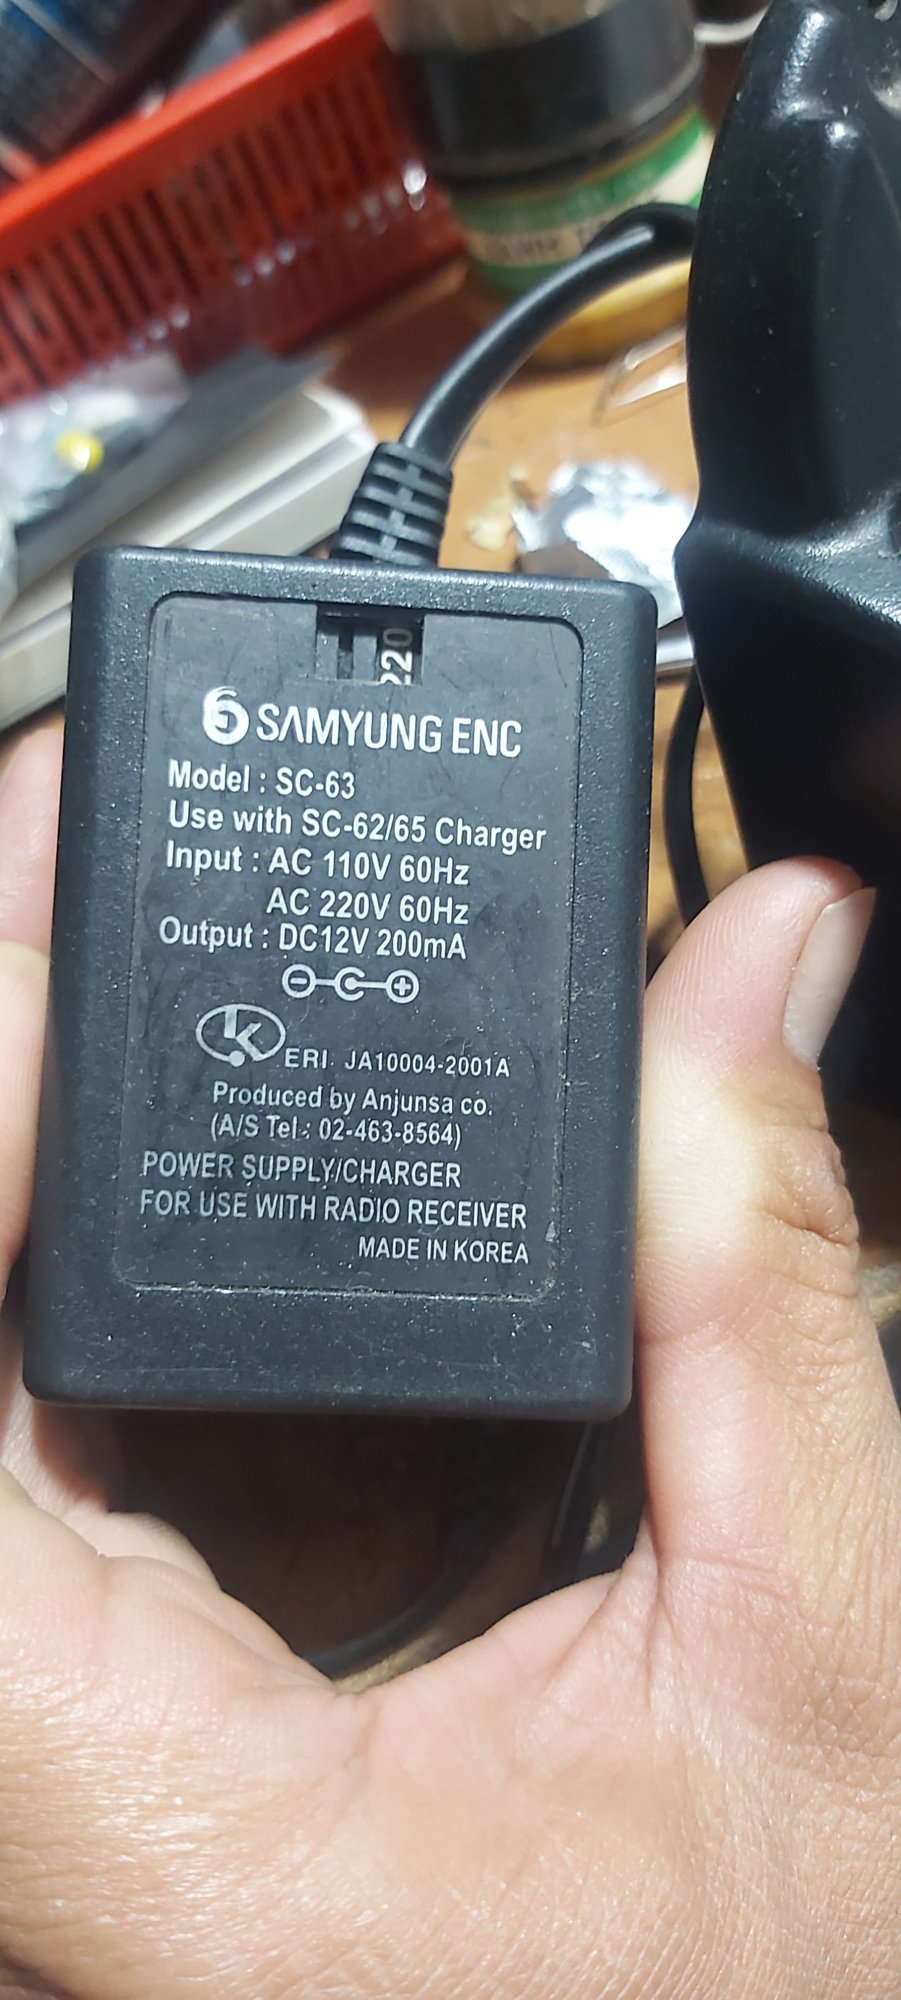 220
SAMYUNG ENC
Model : SC-63
Use with SC-62/65 Charger
Input : AC 110V 60Hz
AC 220V 60Hz
Output : DC12V 200mA
ERI JA10004-2001A
Produced by Anjunsa co.
(A/S Tel : 02-463-8564)
POWER SUPPLY/CHARGER
FOR USE WITH RADIO RECEIVER
MADE IN KOREA